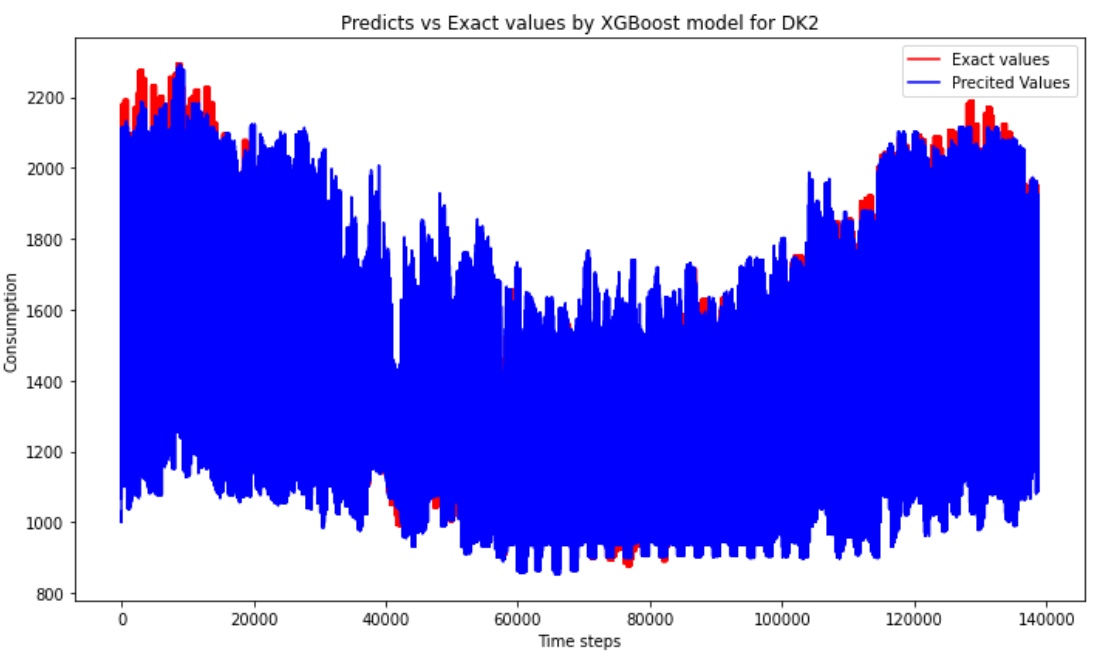 Predicts vs Exact values by XGBoost model for DK2
Exact values
Precited Values
2200
2000
1800
1600
1400
1200
1000
800
Consumption
0 20000 40000 60000 80000 100000 120000 140000
Time steps